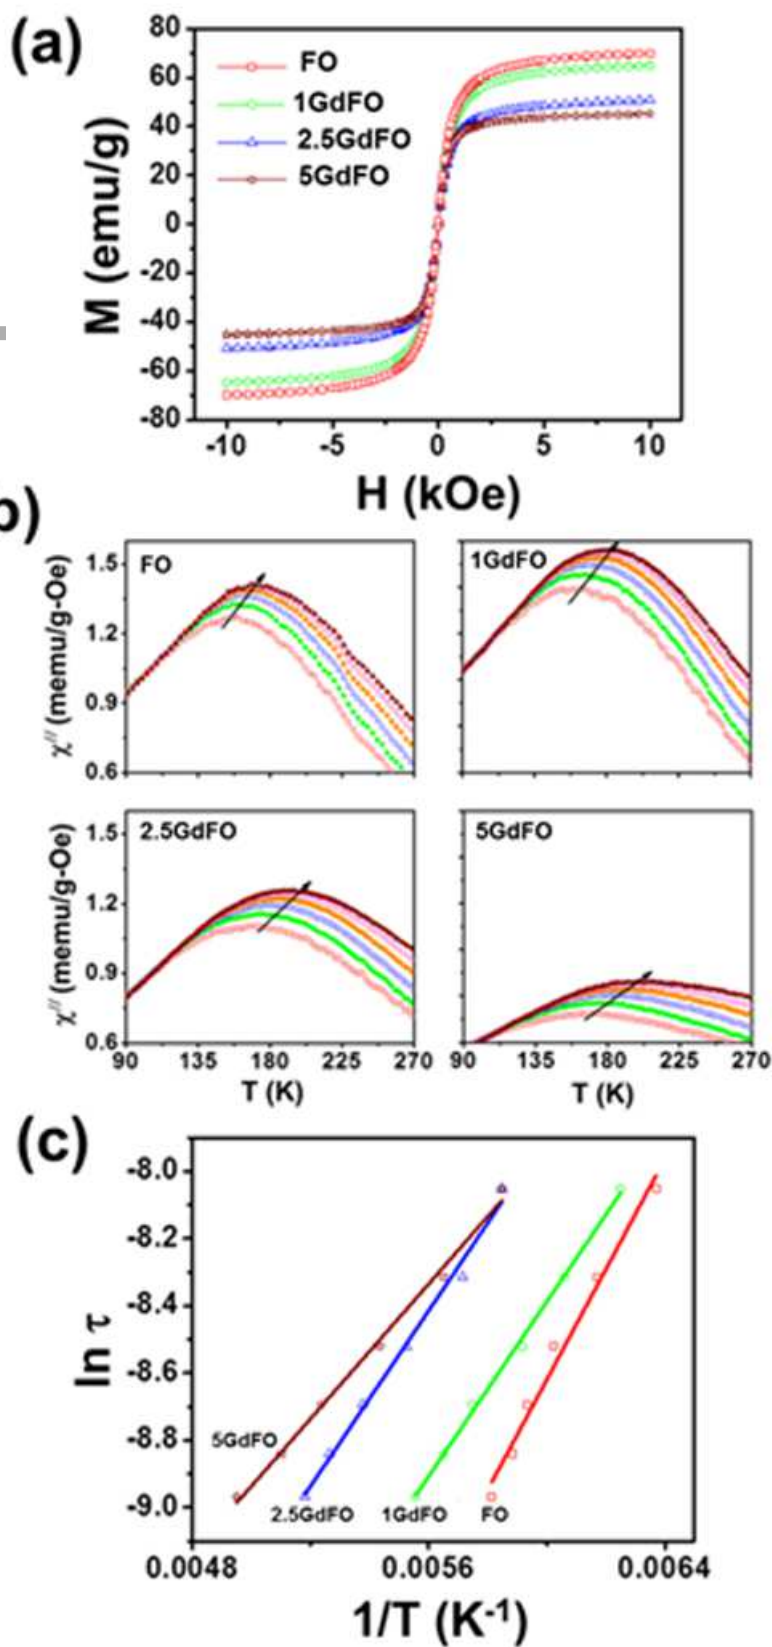 (a)
80
60
40
20
0
-20
-40
-60
-80
M (emu/g)
FO
1GdFO
2.5GdFO
5GdFO
-10 -5 0 5 10
H (kOe)
b)
χ′′ (memu/g-Oe)
1.5
1.2
0.9
0.6
FO
1GdFO
χ′′ (memu/g-Oe)
1.5
1.2
0.9
0.6
2.5GdFO
5GdFO
90 135 180 225 270
90 135 180 225 270
T (K)
T (K)
(c)
ln τ
-8.0
-8.2
-8.4
-8.6
-8.8
-9.0
5GdFO
2.5GdFO
1GdFO
FO
0.0048 0.0056 0.0064
1/T (K⁻¹)